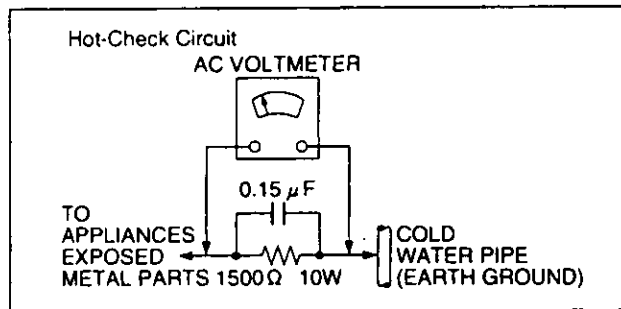 Hot-Check Circuit
AC VOLTMETER
0.15 μF
TO
APPLIANCES
EXPOSED
METAL PARTS 1500Ω 10W
COLD
WATER PIPE
(EARTH GROUND)